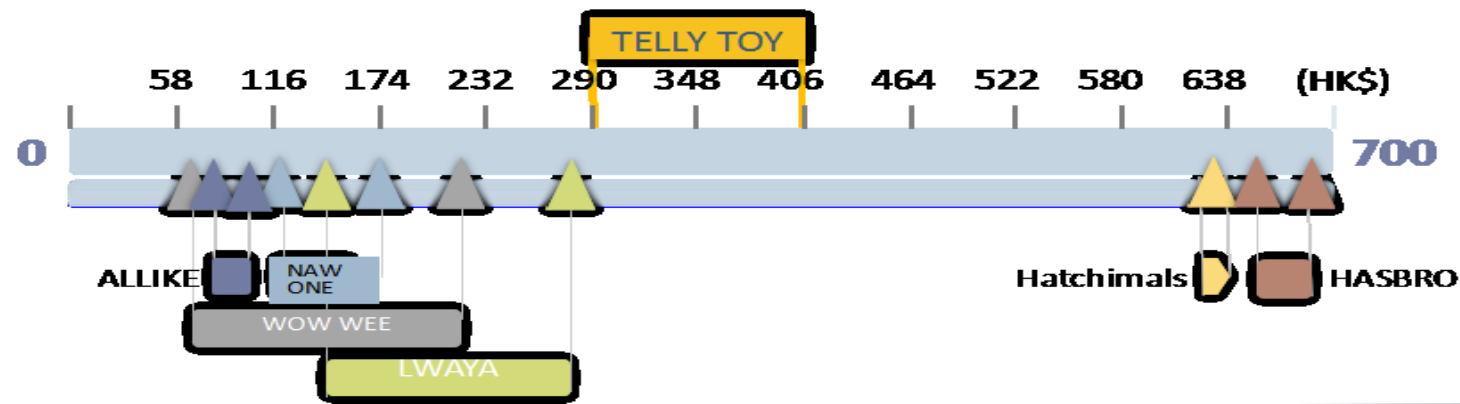 TELLY TOY
58 116 174 232 290 348 406 464 522 580 638 (HK$)
0 700
ALLIKE NAW Hatchimals HASBRO
ONE
WOW WEE
LWAYA